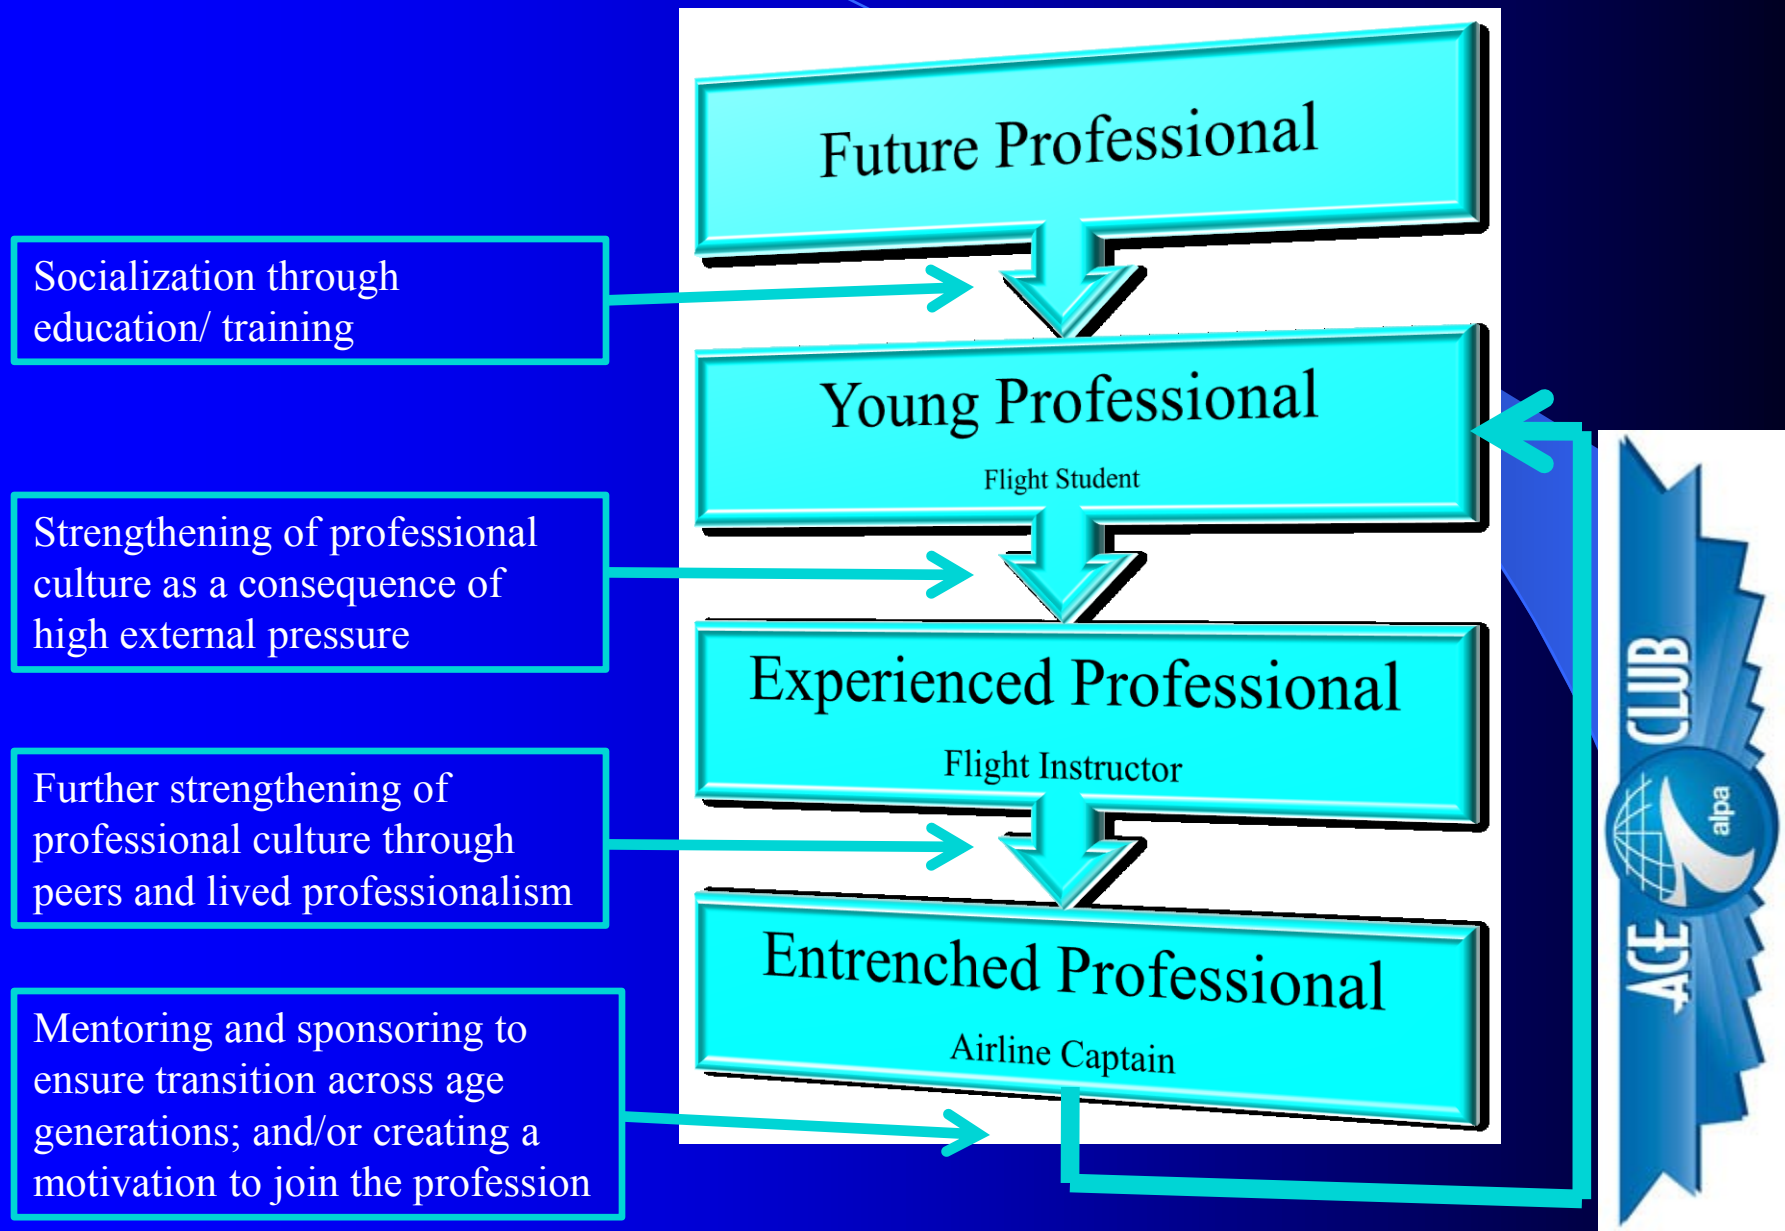 Future Professional
Socialization through
education/ training
Young Professional
Flight Student
Strengthening of professional
culture as a consequence of
high external pressure
Experienced Professional
Flight Instructor
Further strengthening of
professional culture through
peers and lived professionalism
Entrenched Professional
Airline Captain
Mentoring and sponsoring to
ensure transition across age
generations; and/or creating a
motivation to join the profession
ACE CLUB
alpa